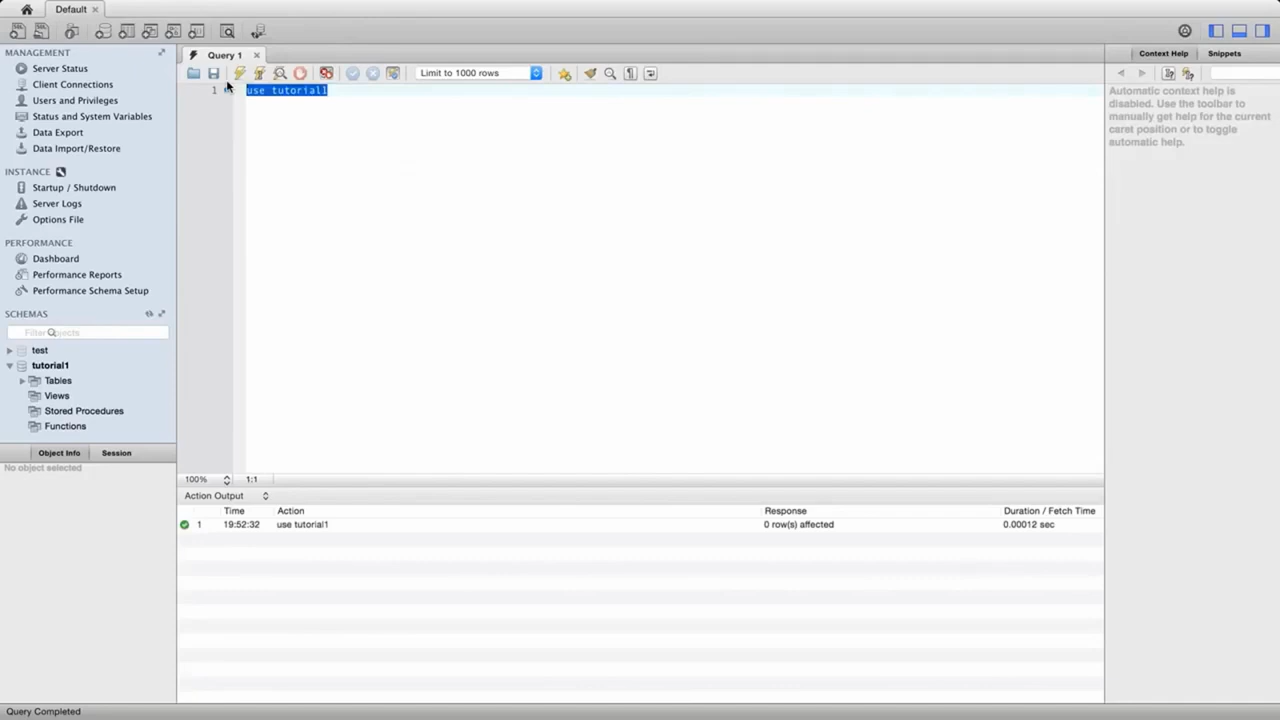 Default
Query 1
MANAGEMENT
Server Status
Client Connections
Users and Privileges
Status and System Variables
Data Export
Data Import/Restore
INSTANCE
Startup / Shutdown
Server Logs
Options File
PERFORMANCE
Dashboard
Performance Reports
Performance Schema Setup
SCHEMAS
Filter objects
test
tutorial1
Tables
Views
Stored Procedures
Functions
Object Info Session
No object selected
Limit to 1000 rows
1 use tutorial1
100% 1:1
Action Output
Time Action Response Duration / Fetch Time
1 19:52:32 use tutorial1 0 row(s) affected 0.00012 sec
Context Help Snippets
Automatic context help is
disabled. Use the toolbar to
manually get help for the current
caret position or to toggle
automatic help.
Query Completed